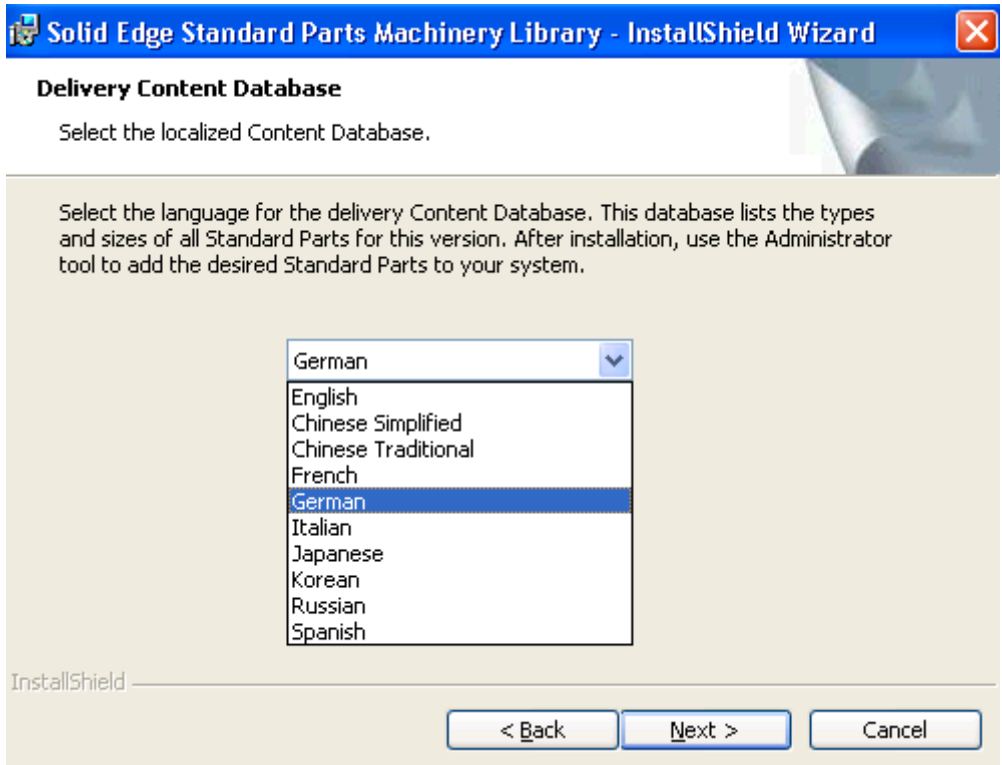 Solid Edge Standard Parts Machinery Library - InstallShield Wizard
Delivery Content Database
Select the localized Content Database.
Select the language for the delivery Content Database. This database lists the types
and sizes of all Standard Parts for this version. After installation, use the Administrator
tool to add the desired Standard Parts to your system.
German
English
Chinese Simplified
Chinese Traditional
French
German
Italian
Japanese
Korean
Russian
Spanish
InstallShield
< Back
Next >
Cancel